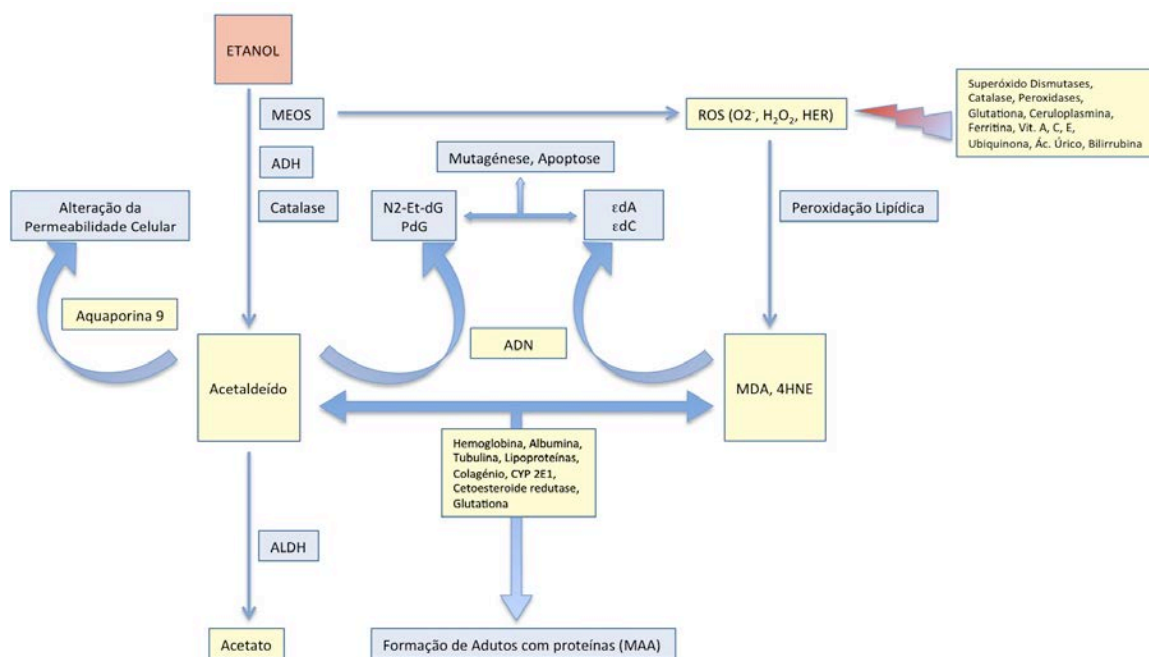 ETANOL
MEOS
ADH
Catalase
ROS (O2⁻, H₂O₂, HER)
Superóxido Dismutases,
Catalase, Peroxidases,
Glutationa, Ceruloplasmina,
Ferritina, Vit. A, C, E,
Ubiquinona, Ác. Úrico, Bilirrubina
Mutagénese, Apoptose
Alteração da
Permeabilidade Celular
N2-Et-dG
PdG
εdA
εdC
Peroxidação Lipídica
Aquaporina 9
ADN
Acetaldeído
MDA, 4HNE
Hemoglobina, Albumina,
Tubulina, Lipoproteínas,
Colagénio, CYP 2E1,
Cetoesteroide redutase,
Glutationa
ALDH
Acetato
Formação de Adutos com proteínas (MAA)